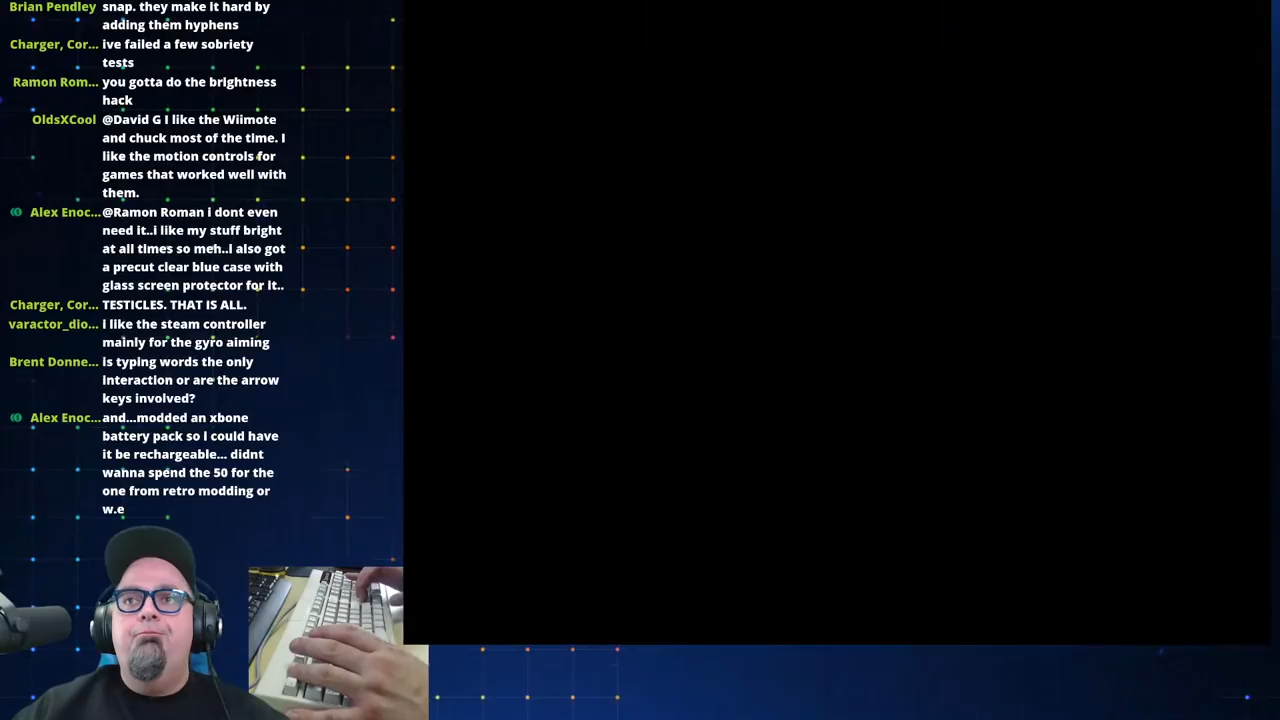 Brian Pendley snap. they make it hard by
adding them hyphens
Charger, Cor... ive failed a few sobriety
tests
Ramon Rom... you gotta do the brightness
hack
OldsXCool @David G I like the Wiimote
and chuck most of the time. I
like the motion controls for
games that worked well with
them.
Alex Enoc... @Ramon Roman i dont even
need it..i like my stuff bright
at all times so meh..I also got
a precut clear blue case with
glass screen protector for it..
Charger, Cor... TESTICLES. THAT IS ALL.
varactor_dio... i like the steam controller
mainly for the gyro aiming
Brent Donne... is typing words the only
interaction or are the arrow
keys involved?
Alex Enoc... and...modded an xbone
battery pack so I could have
it be rechargeable... didnt
wanna spend the 50 for the
one from retro modding or
w.e